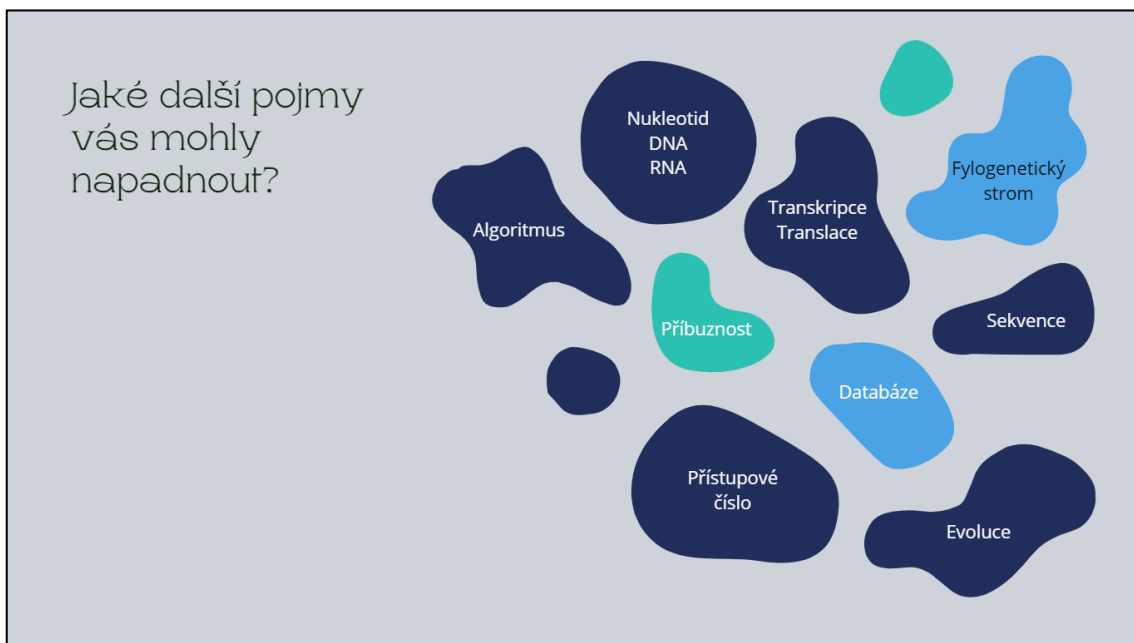 Jaké další pojmy
vás mohly
napadnout?
Nukleotid
DNA
RNA
Fylogenetický
strom
Transkripce
Translace
Algoritmus
Příbuznost
Sekvence
Databáze
Přístupové
číslo
Evoluce